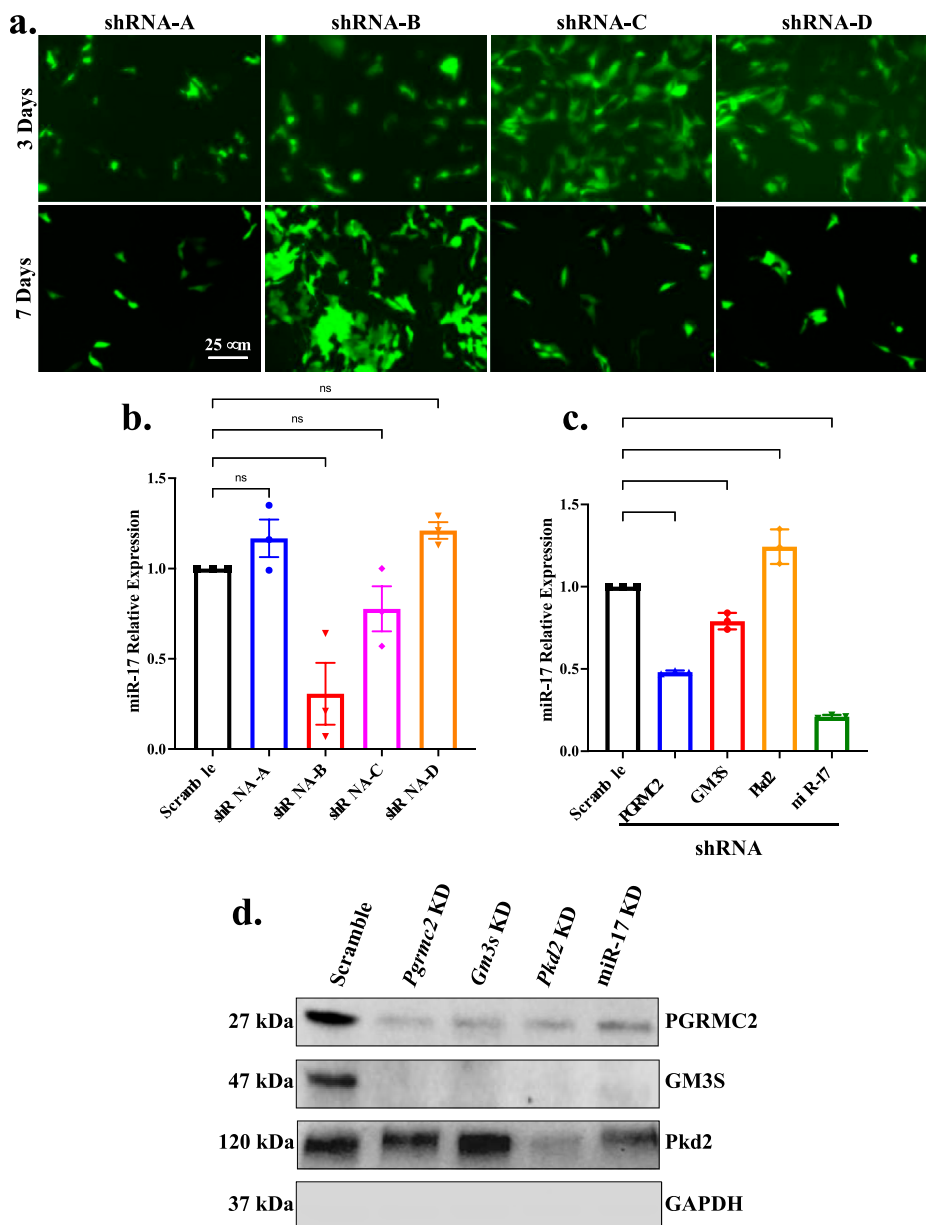 a.
shRNA-A shRNA-B shRNA-C shRNA-D
3 Days
7 Days
25 ∝m
b.
ns
ns
ns
miR-17 Relative Expression
1.5
1.0
0.5
0.0
Scramb le
shR NA-A
shR NA-B
shR NA-C
shR NA-D
c.
miR-17 Relative Expression
1.5
1.0
0.5
0.0
Scramb le
PGRMC2
GM3S
Pkd2
mi R-17
shRNA
d.
Scramble
Pgrmc2 KD
Gm3s KD
Pkd2 KD
miR-17 KD
27 kDa PGRMC2
47 kDa GM3S
120 kDa Pkd2
37 kDa GAPDH